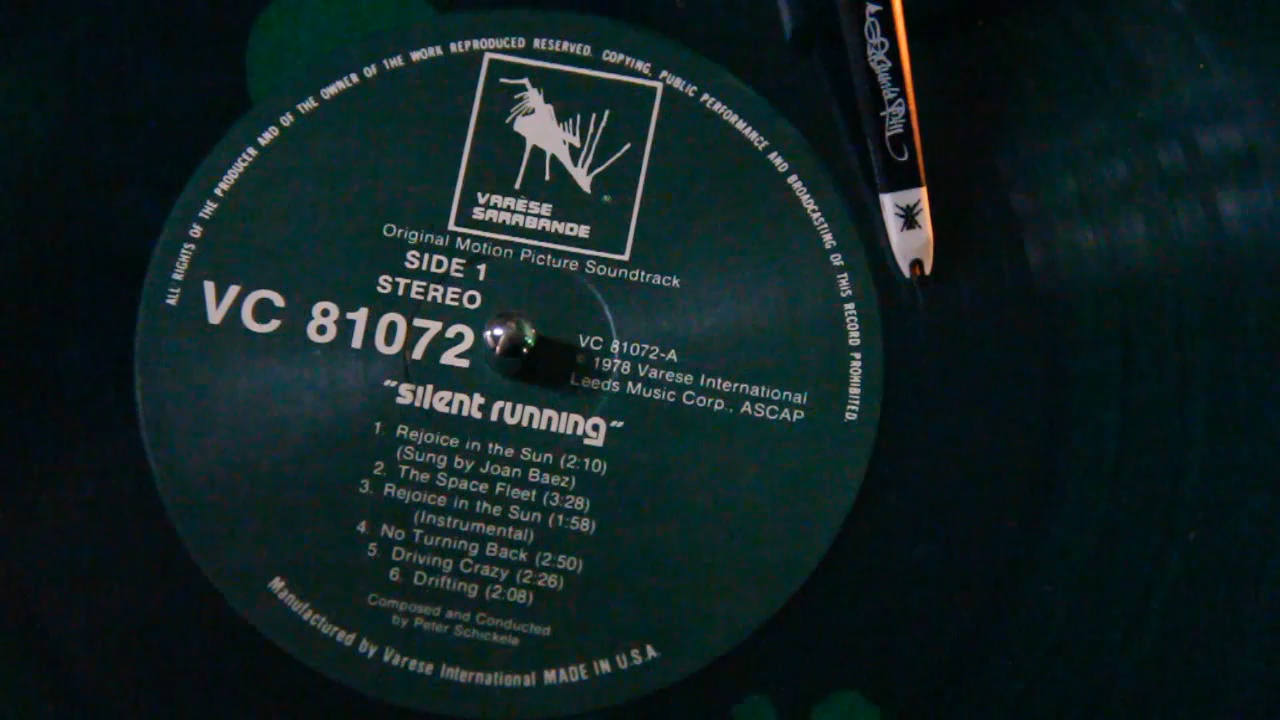 ALL RIGHTS OF THE PRODUCER AND OF THE OWNER OF THE WORK REPRODUCED RESERVED. COPYING, PUBLIC PERFORMANCE AND BROADCASTING OF THIS RECORD PROHIBITED.
VARÈSE
SARABANDE
®
Original Motion Picture Soundtrack
SIDE 1
STEREO
VC 81072
VC 81072-A
© 1978 Varese International
Leeds Music Corp., ASCAP
"silent running"
1. Rejoice in the Sun (2:10)
(Sung by Joan Baez)
2. The Space Fleet (3:28)
3. Rejoice in the Sun (1:58)
(Instrumental)
4. No Turning Back (2:50)
5. Driving Crazy (2:26)
6. Drifting (2:08)
Composed and Conducted
by Peter Schickele
Manufactured by Varese International MADE IN U.S.A.